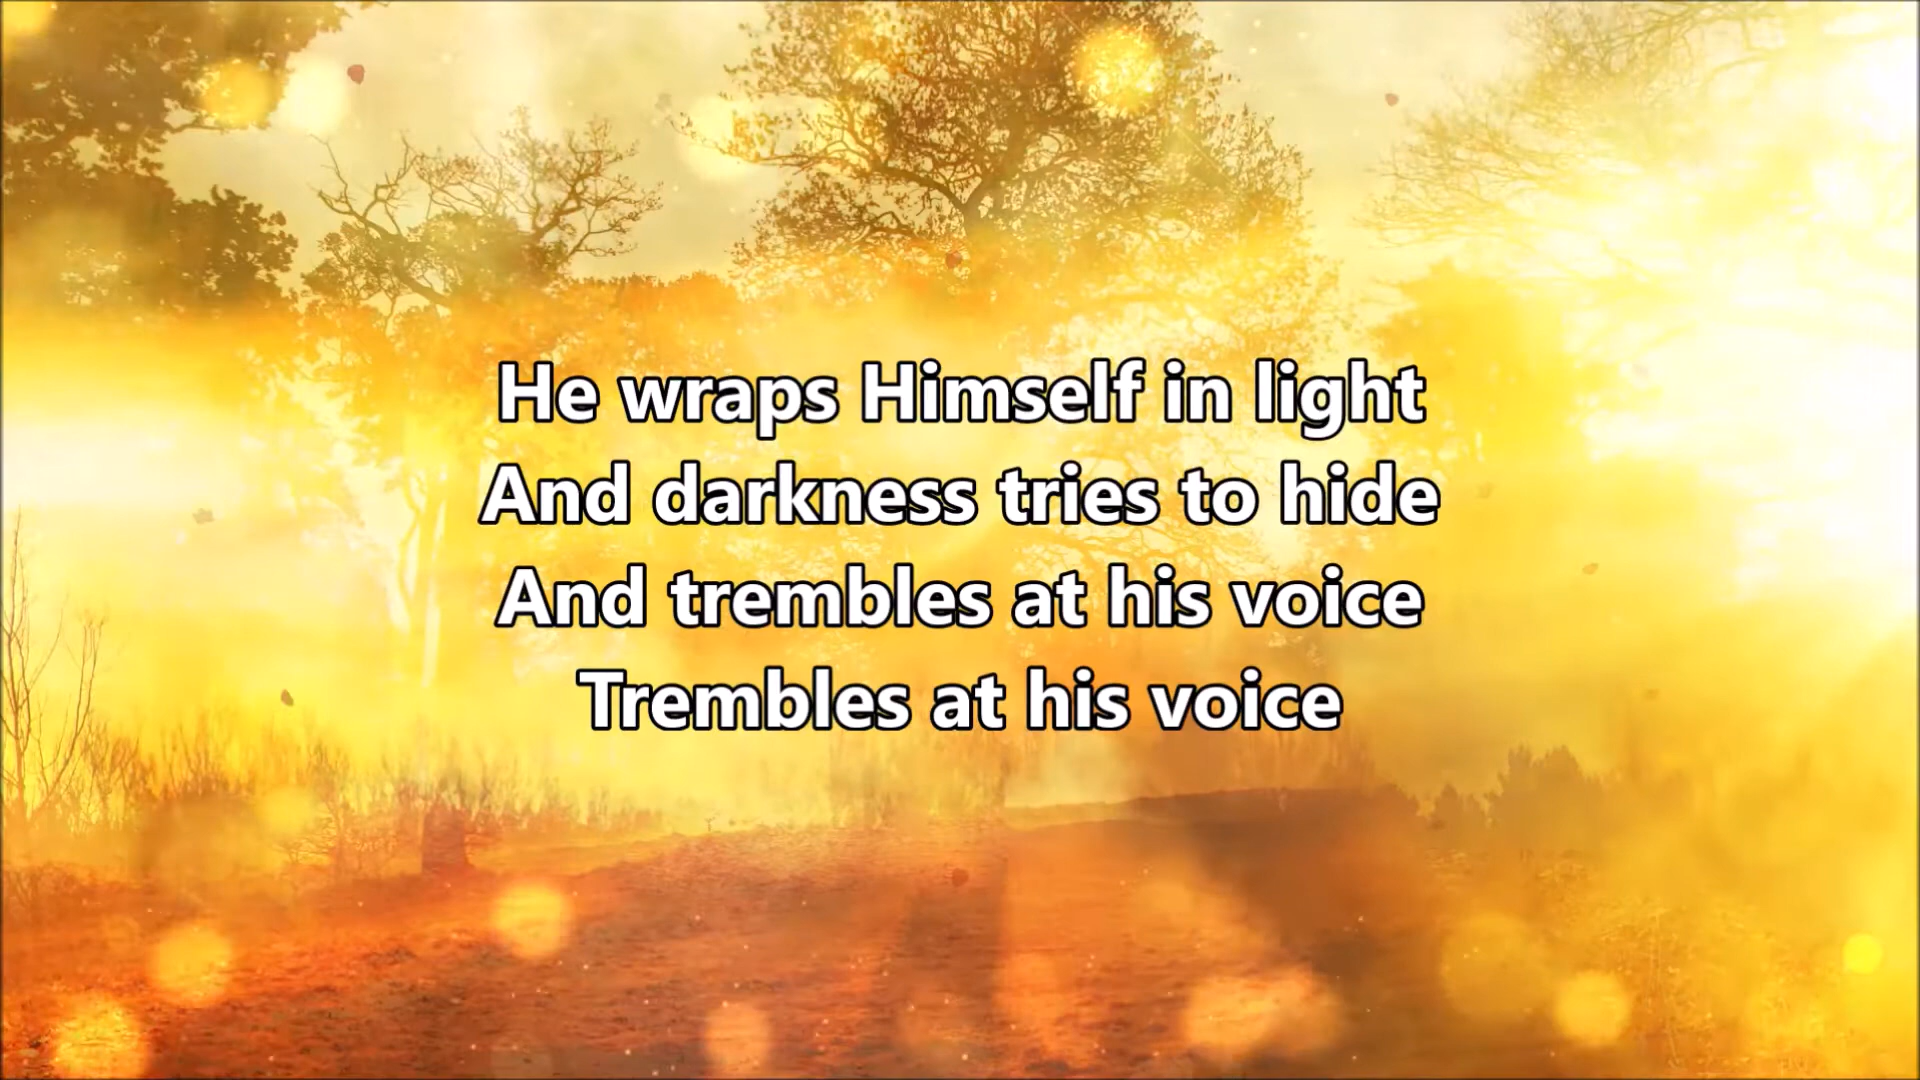 He wraps Himself in light
And darkness tries to hide
And trembles at his voice
Trembles at his voice